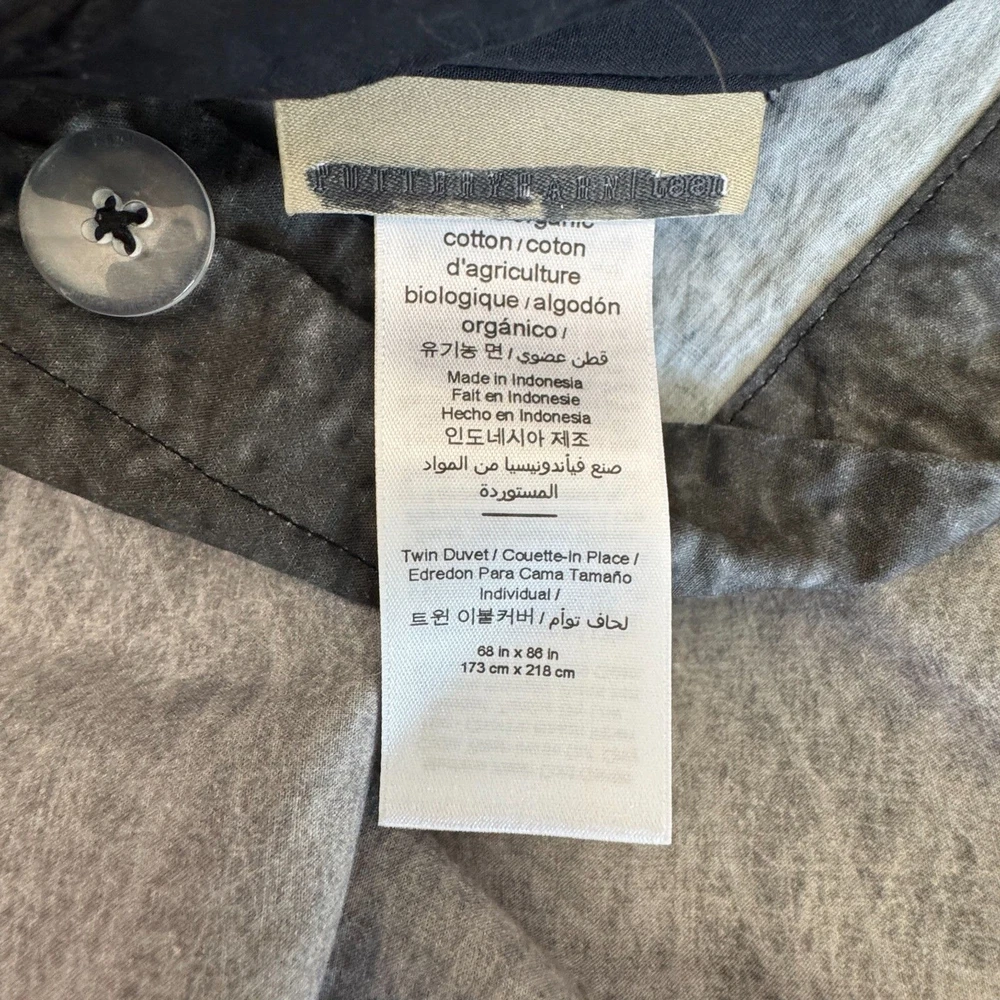 POTTERYBARN | teen
organic
cotton / coton
d'agriculture
biologique / algodón
orgánico /
유기농 면 / قطن عضوي
Made in Indonesia
Fait en Indonesie
Hecho en Indonesia
인도네시아 제조
صنع فيأندونيسيا من المواد
المستوردة
Twin Duvet / Couette-In Place /
Edredon Para Cama Tamaño
Individual /
트윈 이불커버 / لحاف توأم
68 in x 86 in
173 cm x 218 cm